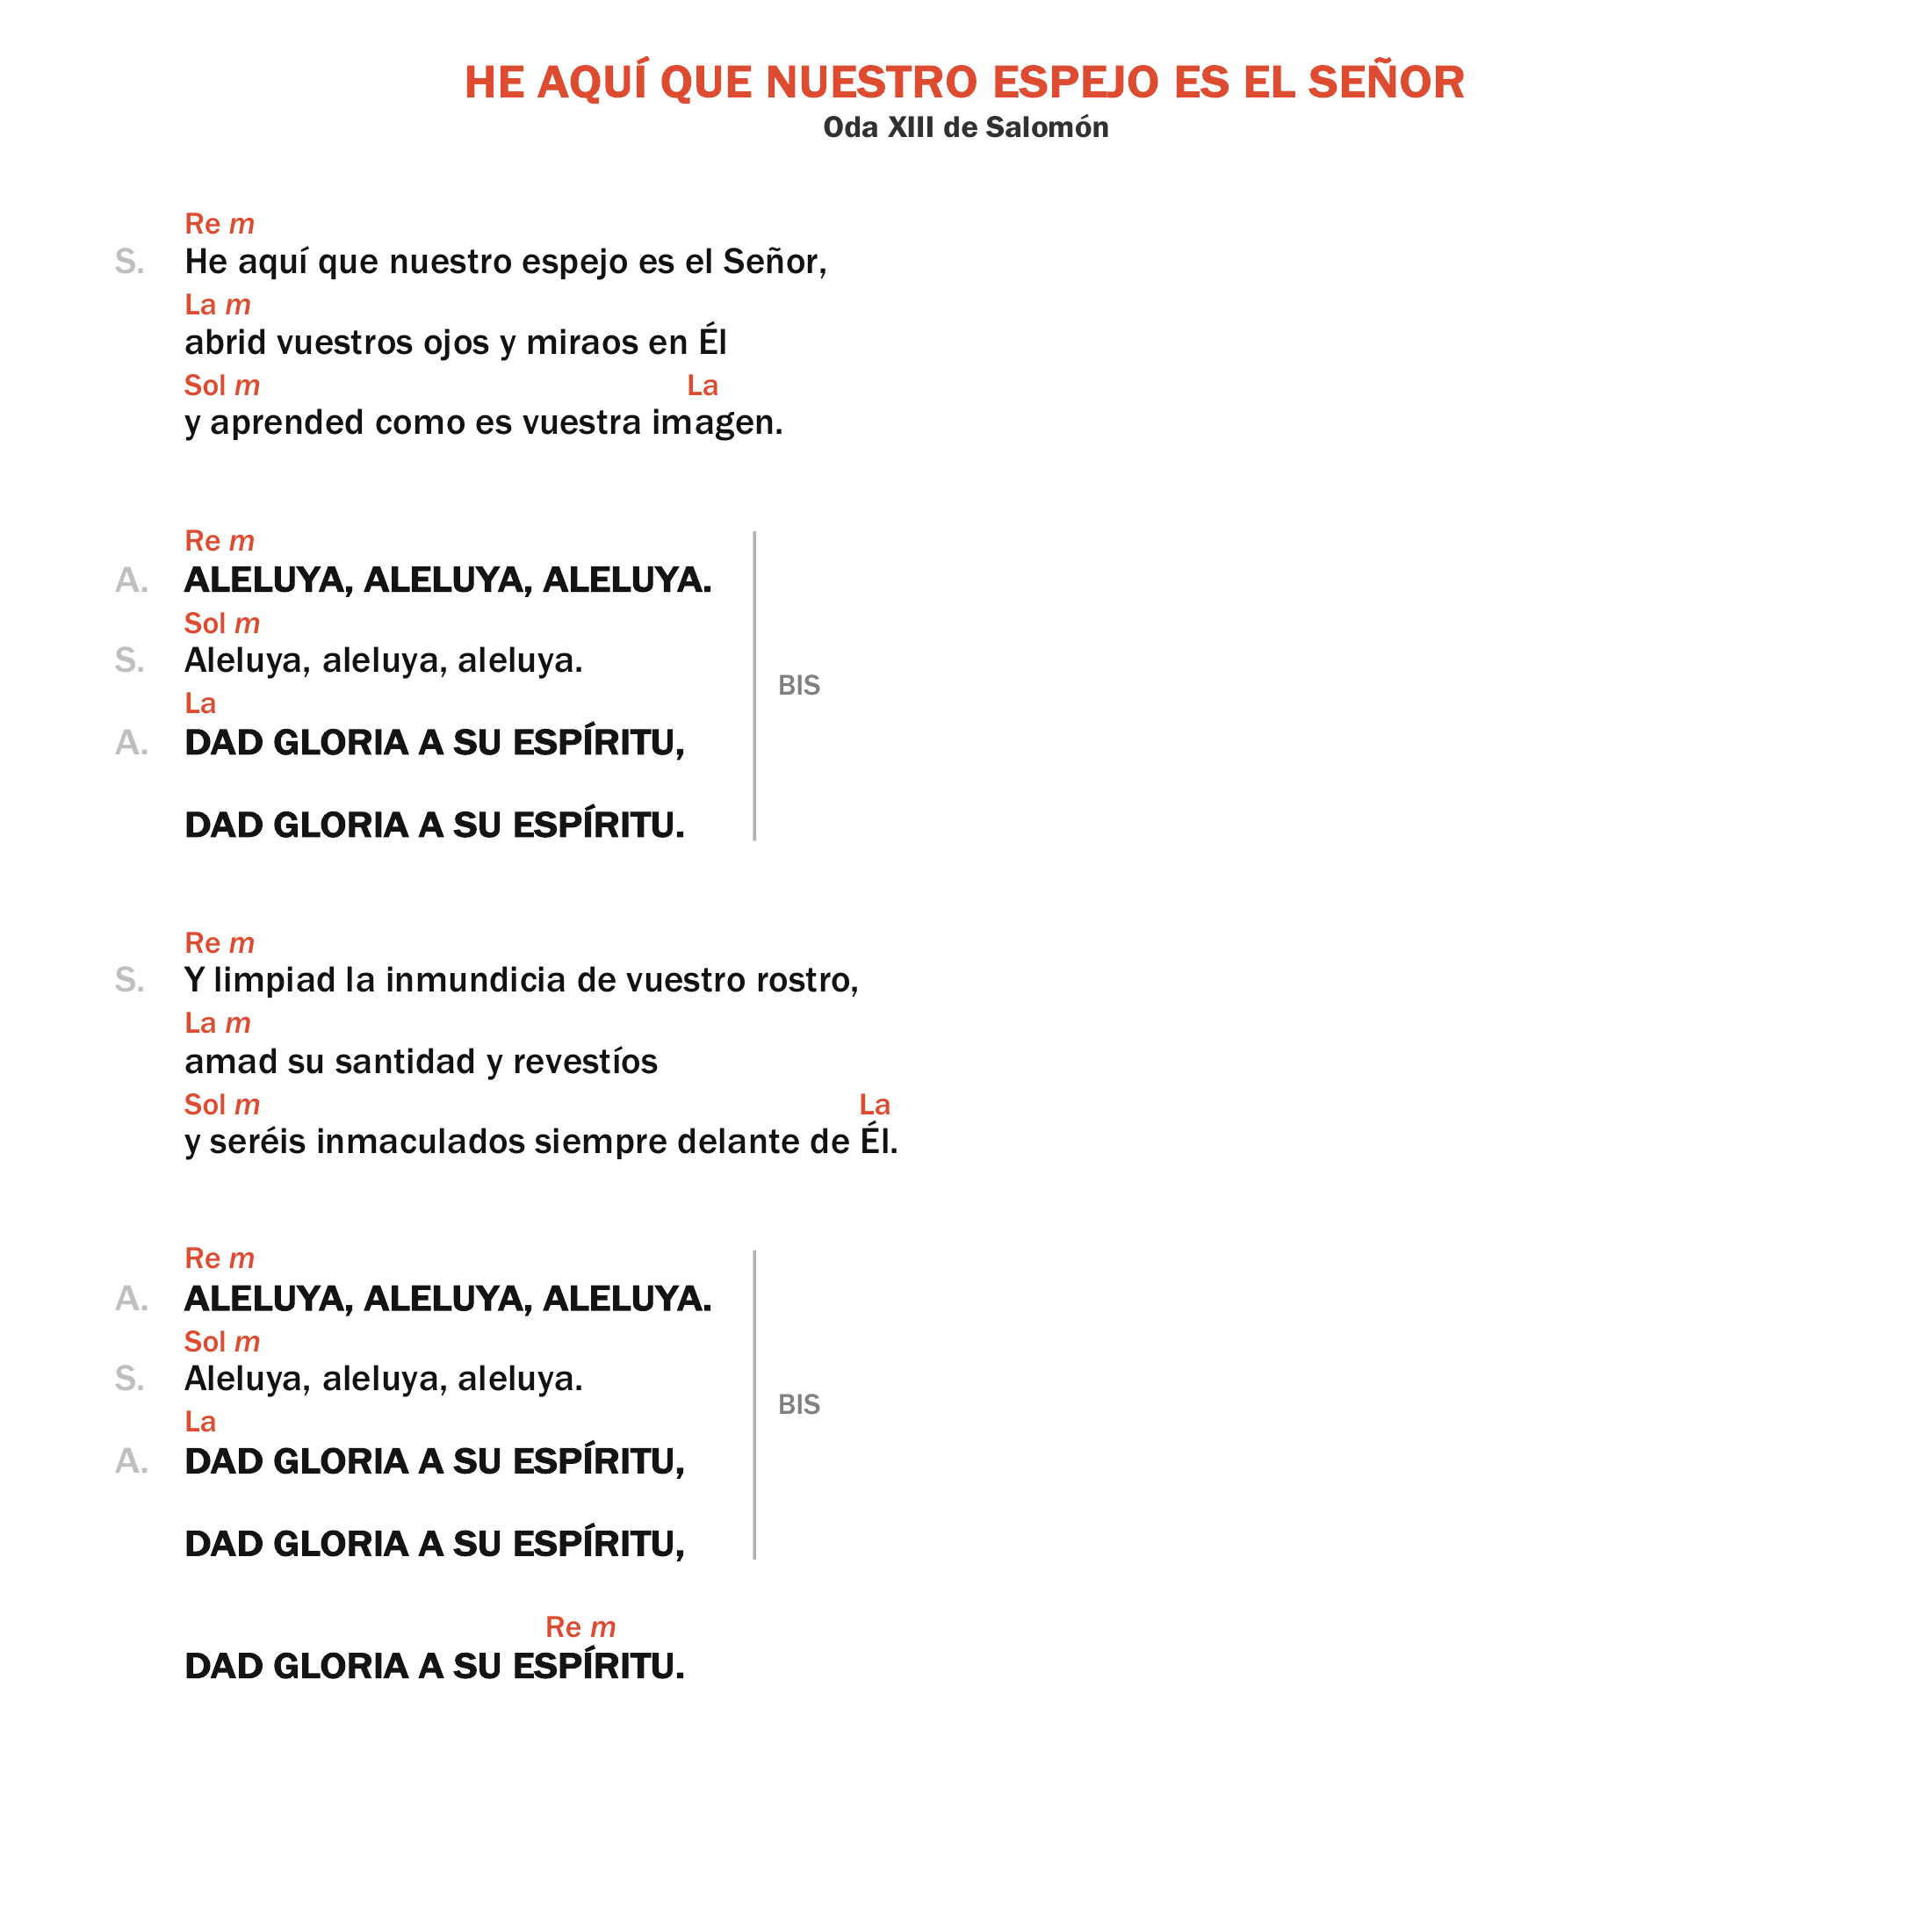 HE AQUÍ QUE NUESTRO ESPEJO ES EL SEÑOR
Oda XIII de Salomón
Re m
S. He aquí que nuestro espejo es el Señor,
La m
abrid vuestros ojos y miraos en Él
Sol m La
y aprended como es vuestra imagen.
Re m
A. ALELUYA, ALELUYA, ALELUYA.
Sol m
S. Aleluya, aleluya, aleluya.
BIS
La
A. DAD GLORIA A SU ESPÍRITU,
DAD GLORIA A SU ESPÍRITU.
Re m
S. Y limpiad la inmundicia de vuestro rostro,
La m
amad su santidad y revestíos
Sol m La
y seréis inmaculados siempre delante de Él.
Re m
A. ALELUYA, ALELUYA, ALELUYA.
Sol m
S. Aleluya, aleluya, aleluya.
BIS
La
A. DAD GLORIA A SU ESPÍRITU,
DAD GLORIA A SU ESPÍRITU,
Re m
DAD GLORIA A SU ESPÍRITU.